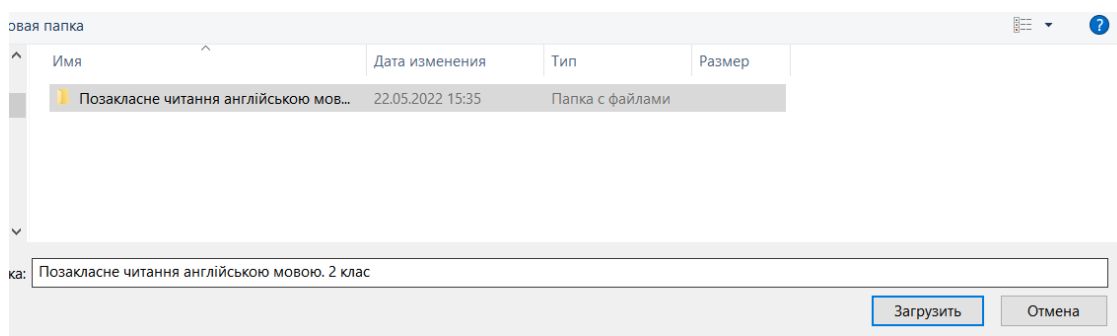 овая папка
Имя Дата изменения Тип Размер
Позакласне читання англійською мов... 22.05.2022 15:35 Папка с файлами
ка: Позакласне читання англійською мовою. 2 клас
Загрузить Отмена